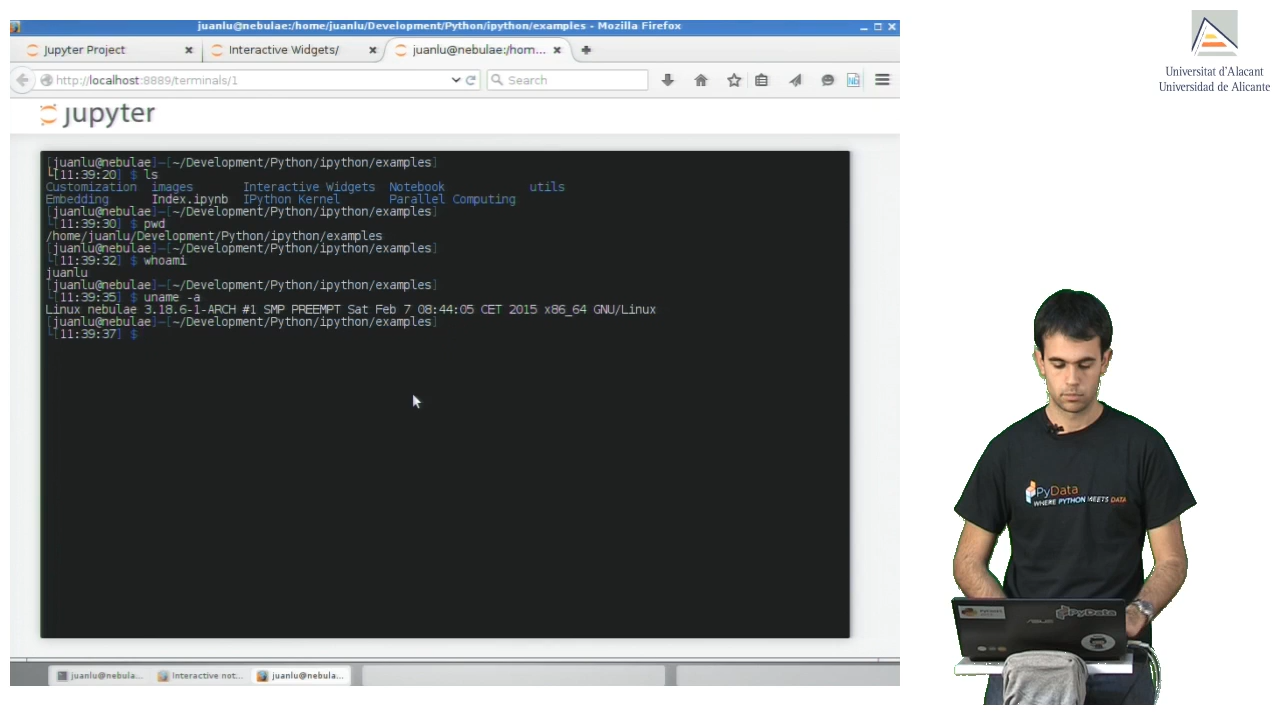 juanlu@nebulae:/home/juanlu/Development/Python/ipython/examples - Mozilla Firefox
Jupyter Project
Interactive Widgets/
juanlu@nebulae:/hom...
http://localhost:8889/terminals/1
Search
jupyter
[juanlu@nebulae]-[~/Development/Python/ipython/examples]
└[11:39:20] $ ls
Customization images Interactive Widgets Notebook utils
Embedding Index.ipynb IPython Kernel Parallel Computing
[juanlu@nebulae]-[~/Development/Python/ipython/examples]
└[11:39:30] $ pwd
/home/juanlu/Development/Python/ipython/examples
[juanlu@nebulae]-[~/Development/Python/ipython/examples]
└[11:39:32] $ whoami
juanlu
[juanlu@nebulae]-[~/Development/Python/ipython/examples]
└[11:39:35] $ uname -a
Linux nebulae 3.18.6-1-ARCH #1 SMP PREEMPT Sat Feb 7 08:44:05 CET 2015 x86_64 GNU/Linux
[juanlu@nebulae]-[~/Development/Python/ipython/examples]
└[11:39:37] $
juanlu@nebula...
Interactive not...
juanlu@nebula...
Universitat d'Alacant
Universidad de Alicante
PyData
WHERE PYTHON MEETS DATA
PyData
ASUS